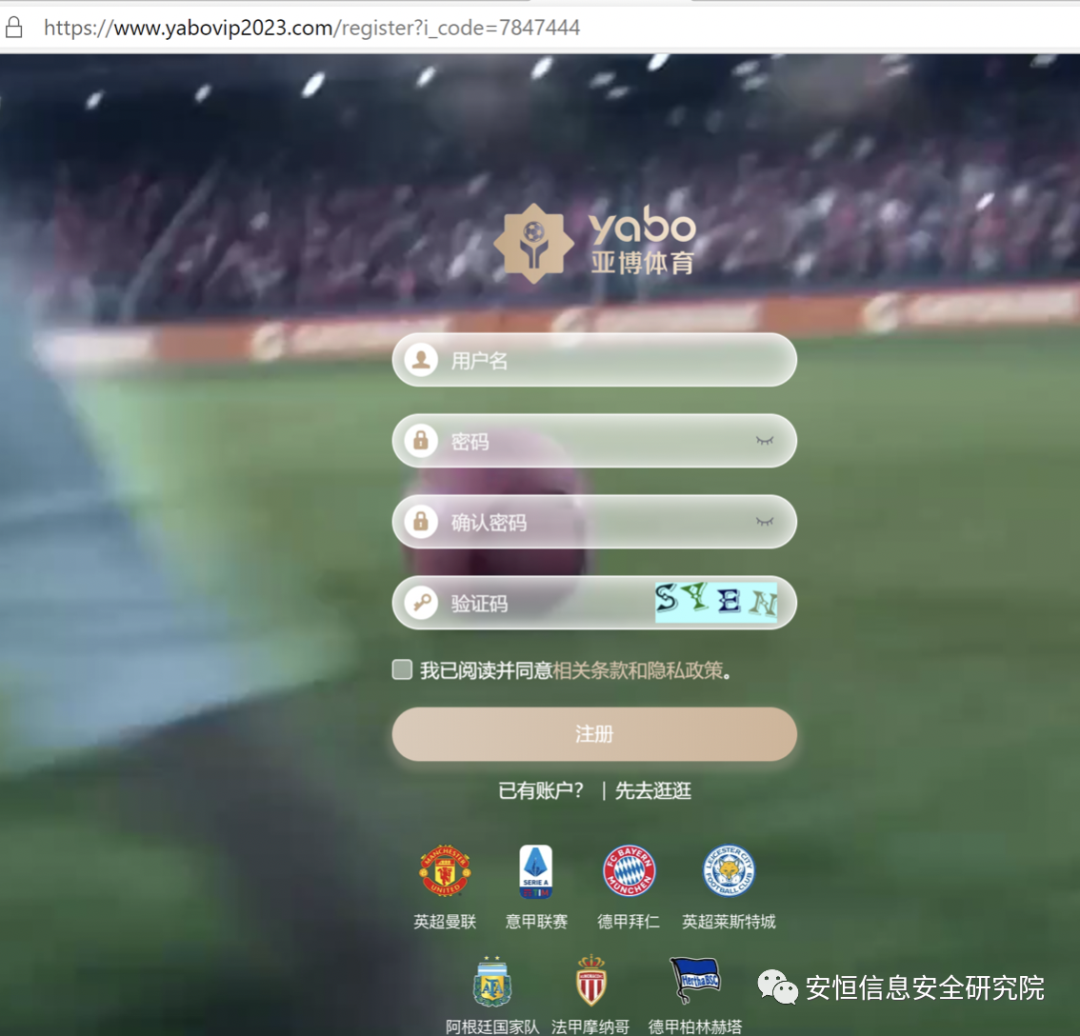 https://www.yabovip2023.com/register?i_code=7847444
yabo
亚博体育
用户名
密码
确认密码
验证码 SYEN
我已阅读并同意相关条款和隐私政策。
注册
已有账户? | 先去逛逛
MANCHESTER UNITED
SERIE A
FC BAYERN MÜNCHEN
LEICESTER CITY FOOTBALL CLUB
英超曼联 意甲联赛 德甲拜仁 英超莱斯特城
AFA
Hertha BSC
阿根廷国家队 法甲摩纳哥 德甲柏林赫塔
安恒信息安全研究院